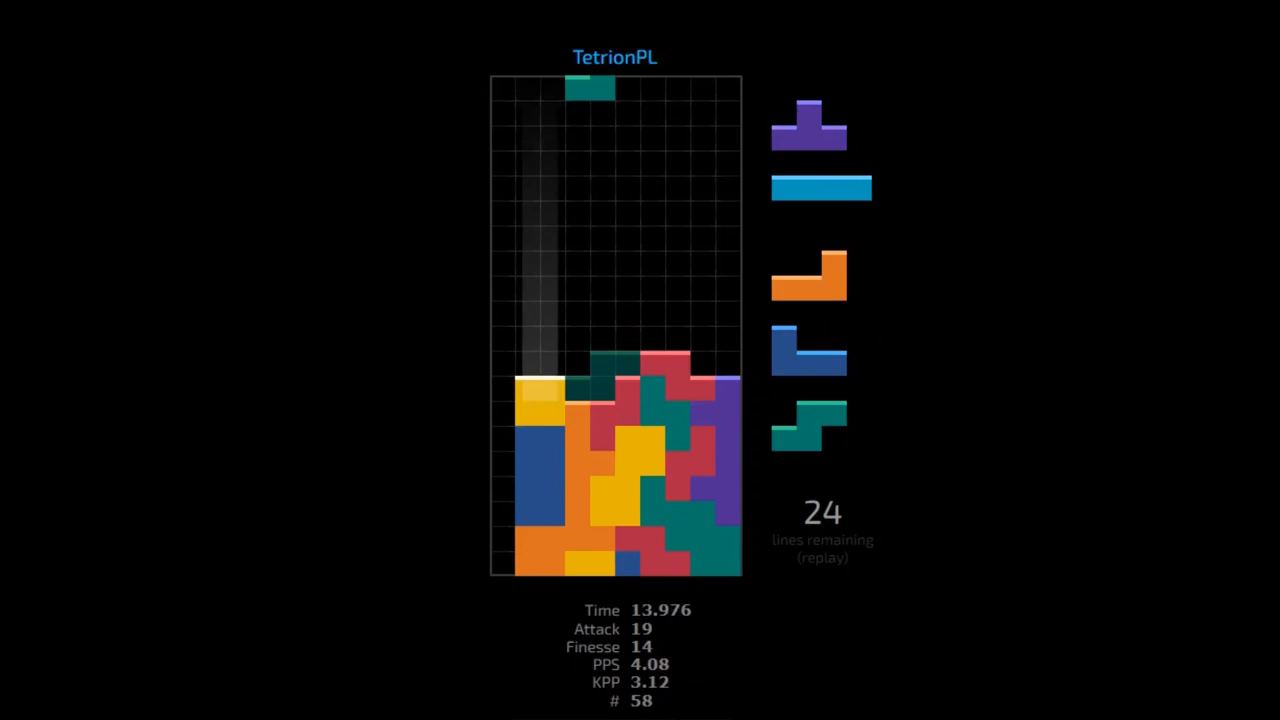 TetrionPL
24
lines remaining
(replay)
Time 13.976
Attack 19
Finesse 14
PPS 4.08
KPP 3.12
# 58